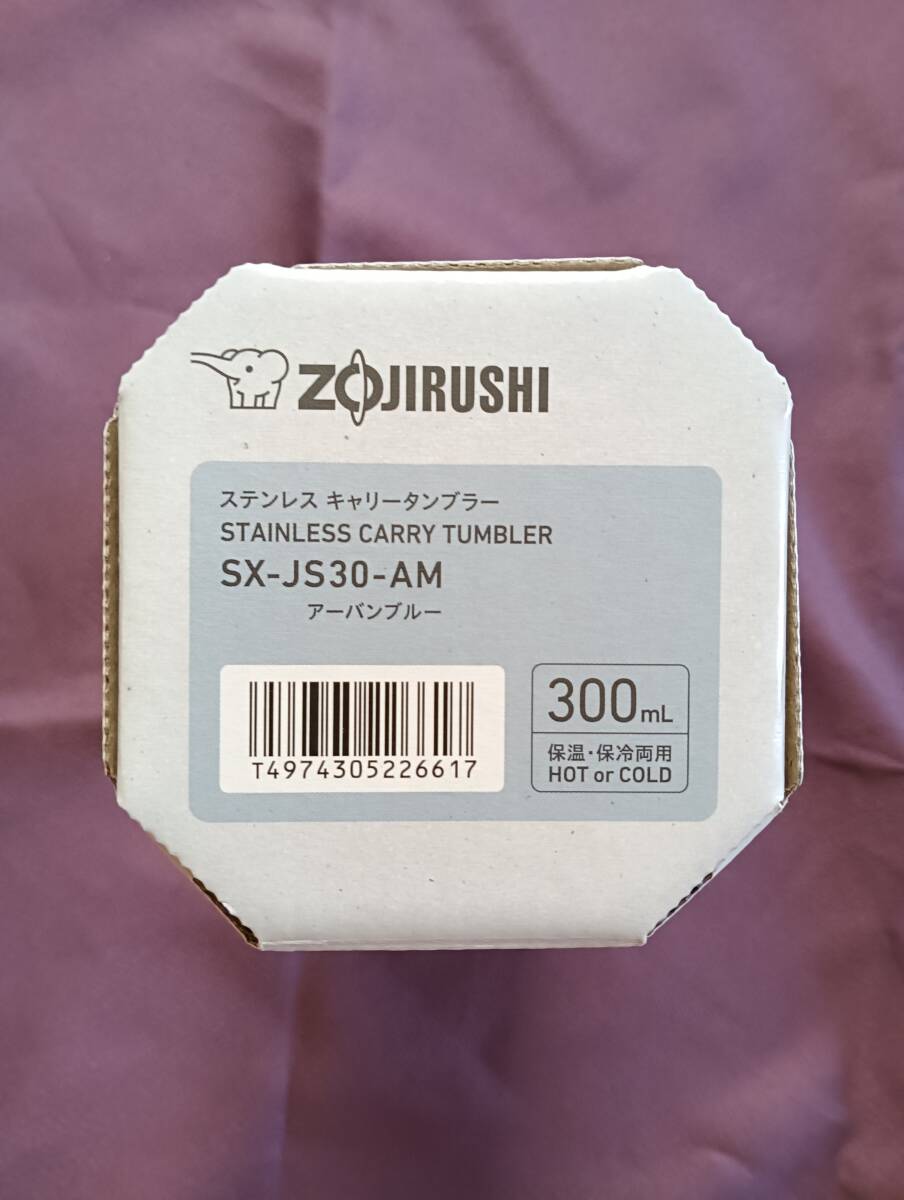 ZOJIRUSHI
ステンレス キャリータンブラー
STAINLESS CARRY TUMBLER
SX-JS30-AM
アーバンブルー
T4974305226617
300mL
保温・保冷両用
HOT or COLD